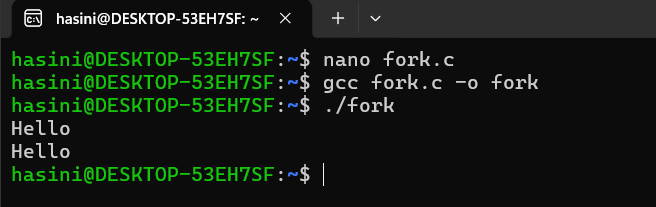 hasini@DESKTOP-53EH7SF: ~
hasini@DESKTOP-53EH7SF:~$ nano fork.c
hasini@DESKTOP-53EH7SF:~$ gcc fork.c -o fork
hasini@DESKTOP-53EH7SF:~$ ./fork
Hello
Hello
hasini@DESKTOP-53EH7SF:~$